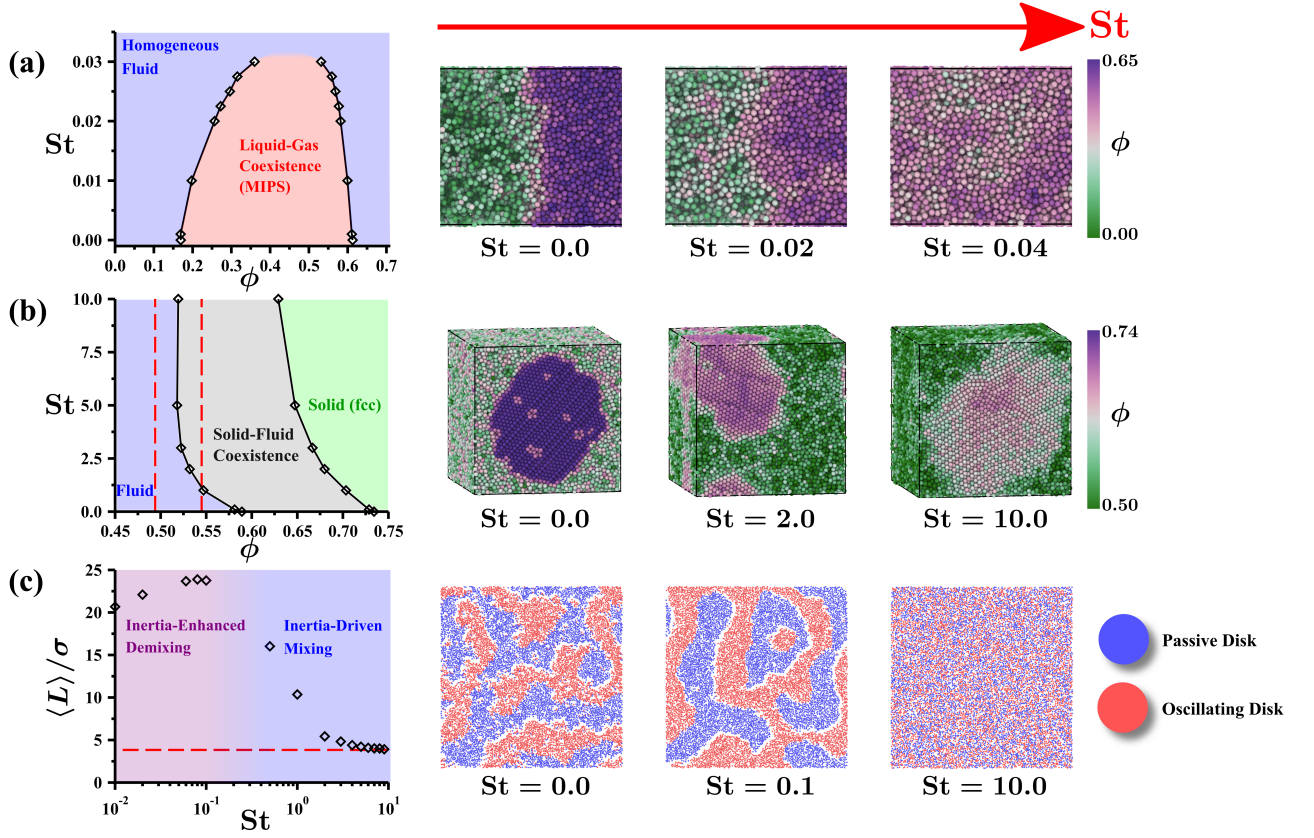 St
(a)
Homogeneous
Fluid
Liquid-Gas
Coexistence
(MIPS)
St
0.03
0.02
0.01
0.00
0.0 0.1 0.2 0.3 0.4 0.5 0.6 0.7
ϕ
St = 0.0
St = 0.02
St = 0.04
0.65
ϕ
0.00
(b)
St
10.0
7.5
5.0
2.5
0.0
Solid (fcc)
Solid-Fluid
Coexistence
Fluid
0.45 0.50 0.55 0.60 0.65 0.70 0.75
ϕ
St = 0.0
St = 2.0
St = 10.0
0.74
ϕ
0.50
(c)
⟨L⟩/σ
25
20
15
10
5
0
Inertia-Enhanced
Demixing
Inertia-Driven
Mixing
10⁻² 10⁻¹ 10⁰ 10¹
St
St = 0.0
St = 0.1
St = 10.0
Passive Disk
Oscillating Disk